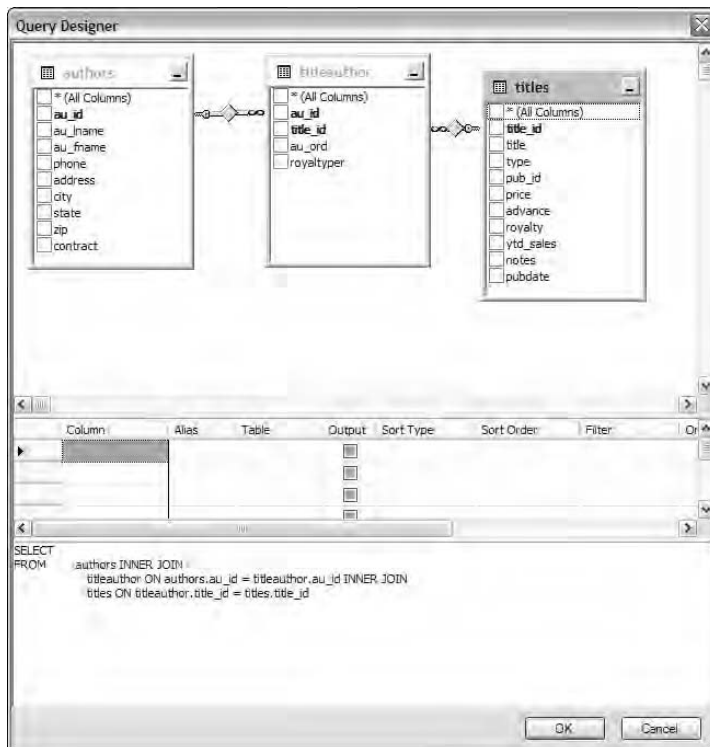 Query Designer
authors
* (All Columns)
au_id
au_lname
au_fname
phone
address
city
state
zip
contract
titleauthor
* (All Columns)
au_id
title_id
au_ord
royaltyper
titles
* (All Columns)
title_id
title
type
pub_id
price
advance
royalty
ytd_sales
notes
pubdate
Column Alias Table Output Sort Type Sort Order Filter Or
SELECT
FROM authors INNER JOIN
titleauthor ON authors.au_id = titleauthor.au_id INNER JOIN
titles ON titleauthor.title_id = titles.title_id
OK Cancel